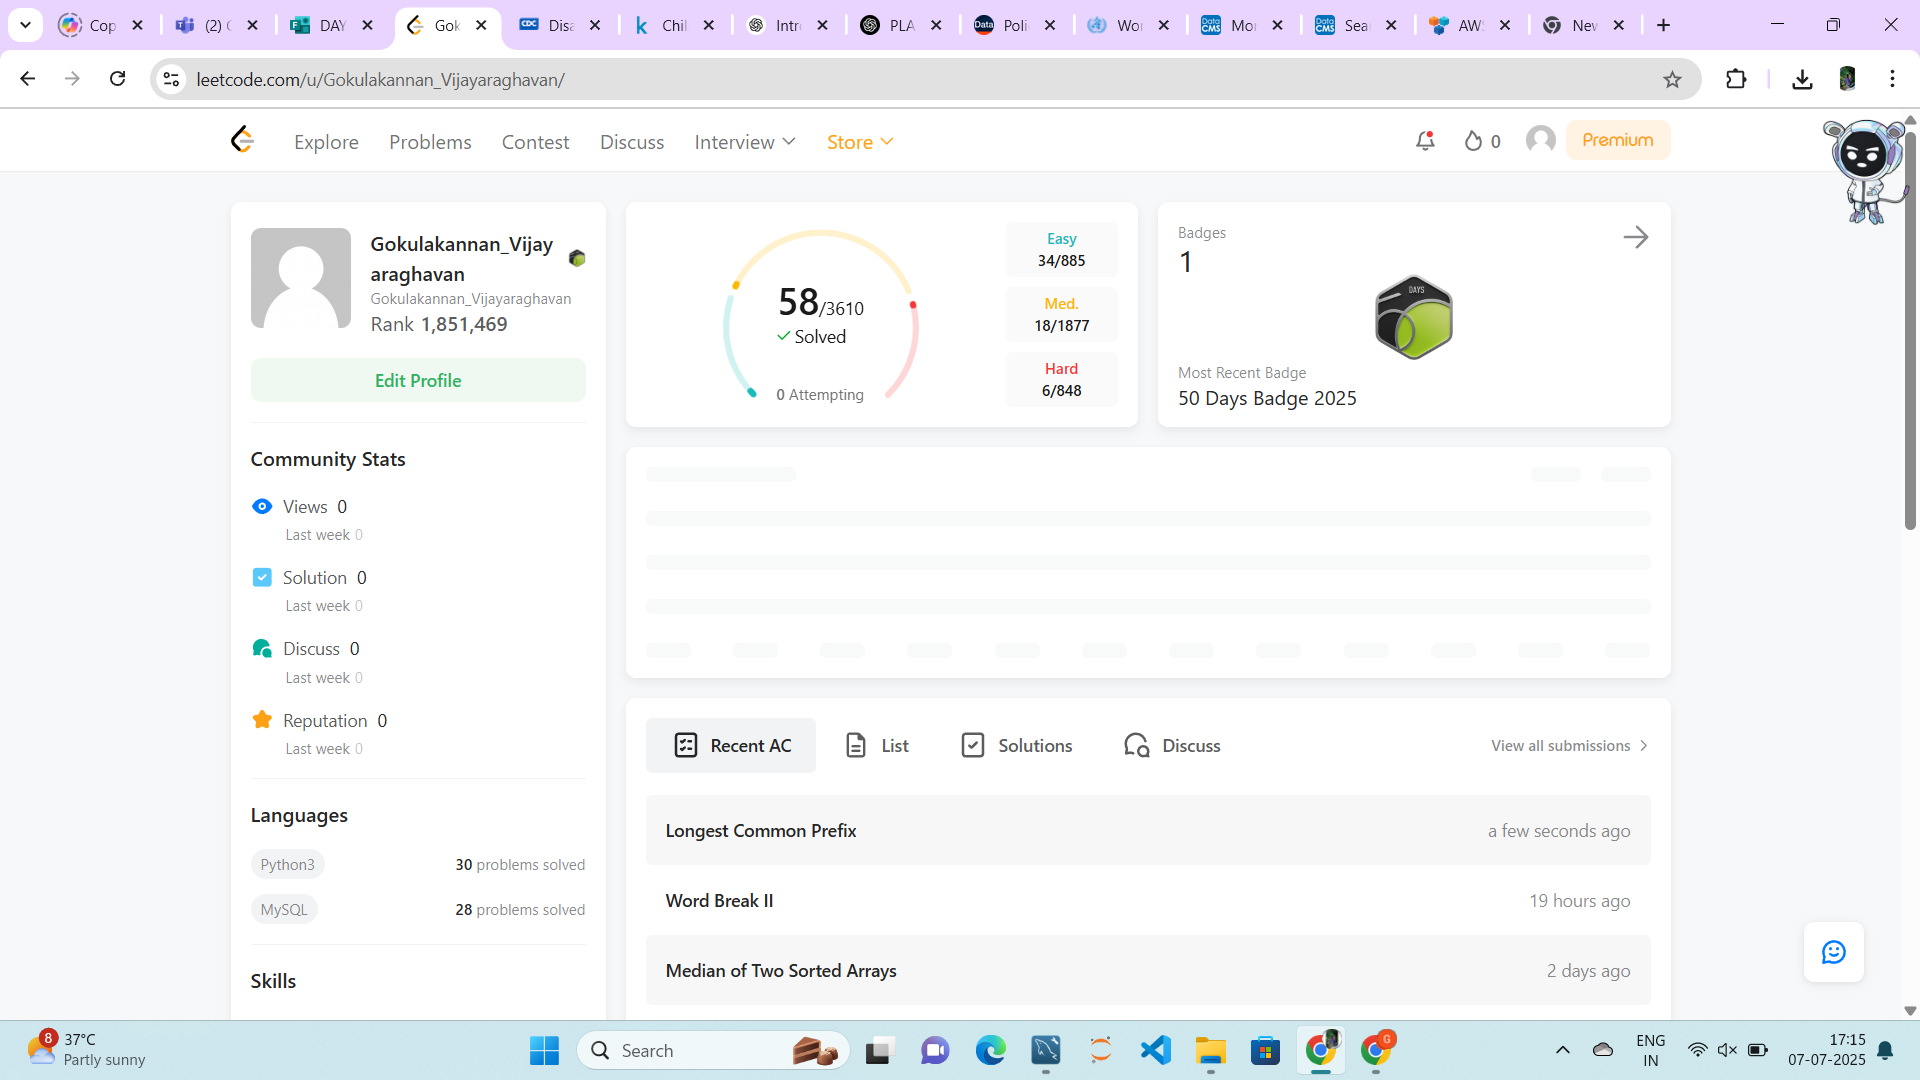 Cop
(2) C
DAY
Gok
Disa
Chil
Intr
PLA
Poli
Wor
Mor
Sea
AWS
New
leetcode.com/u/Gokulakannan_Vijayaraghavan/
Explore Problems Contest Discuss Interview Store 0 Premium
Gokulakannan_Vijay
araghavan
Gokulakannan_Vijayaraghavan
Rank 1,851,469
Edit Profile
Community Stats
Views 0
Last week 0
Solution 0
Last week 0
Discuss 0
Last week 0
Reputation 0
Last week 0
Languages
Python3 30 problems solved
MySQL 28 problems solved
Skills
58/3610
Solved
0 Attempting
Easy
34/885
Med.
18/1877
Hard
6/848
Badges
1
DAYS
Most Recent Badge
50 Days Badge 2025
Recent AC List Solutions Discuss View all submissions
Longest Common Prefix a few seconds ago
Word Break II 19 hours ago
Median of Two Sorted Arrays 2 days ago
8
37°C
Partly sunny
Search
G
ENG
IN
17:15
07-07-2025